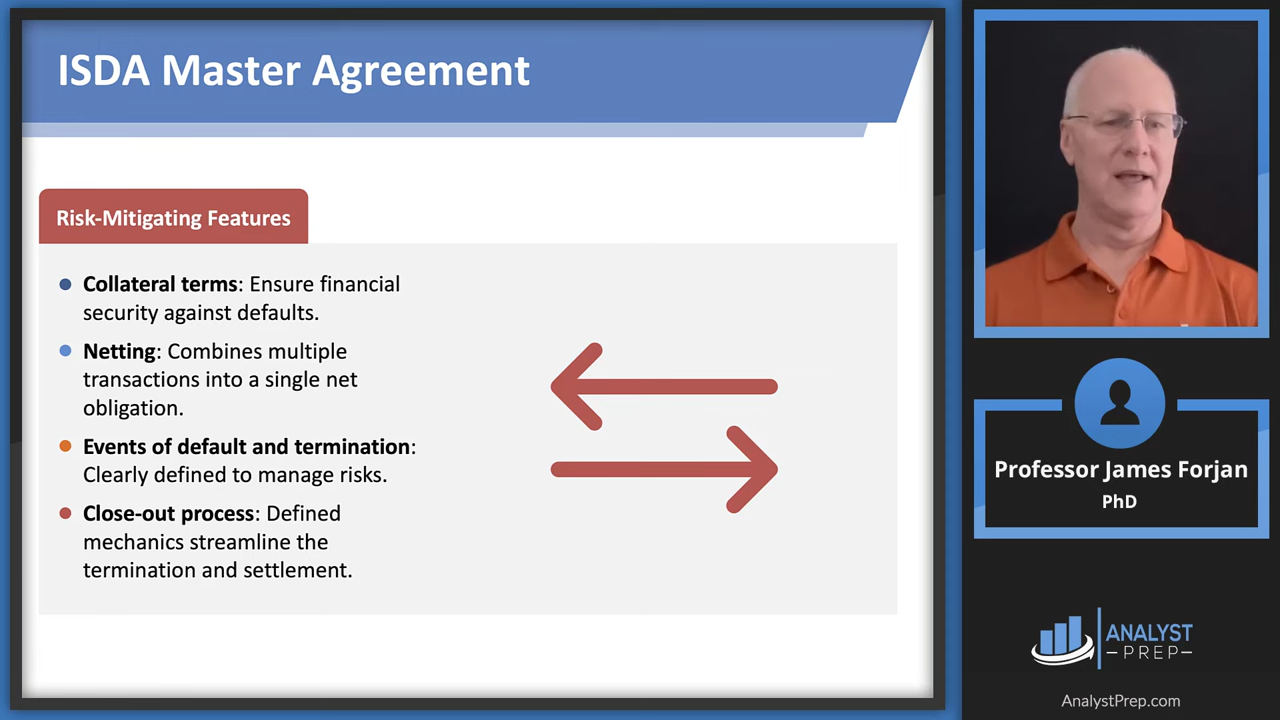 ISDA Master Agreement
Risk-Mitigating Features
Collateral terms: Ensure financial
security against defaults.
Netting: Combines multiple
transactions into a single net
obligation.
Events of default and termination:
Clearly defined to manage risks.
Close-out process: Defined
mechanics streamline the
termination and settlement.
Professor James Forjan
PhD
ANALYST
PREP
AnalystPrep.com